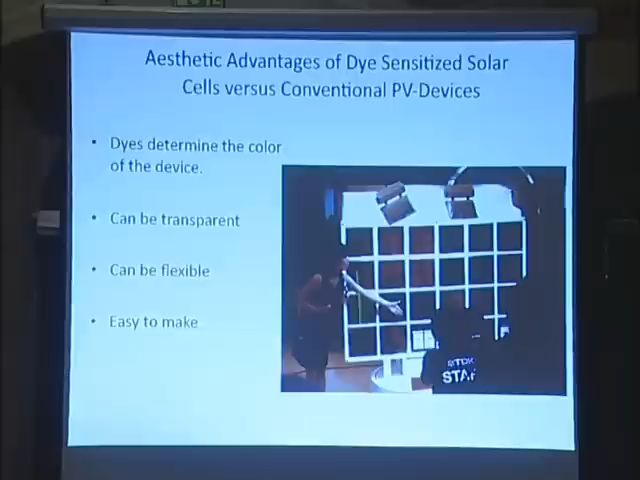 Aesthetic Advantages of Dye Sensitized Solar
Cells versus Conventional PV-Devices
• Dyes determine the color
of the device.
• Can be transparent
• Can be flexible
• Easy to make